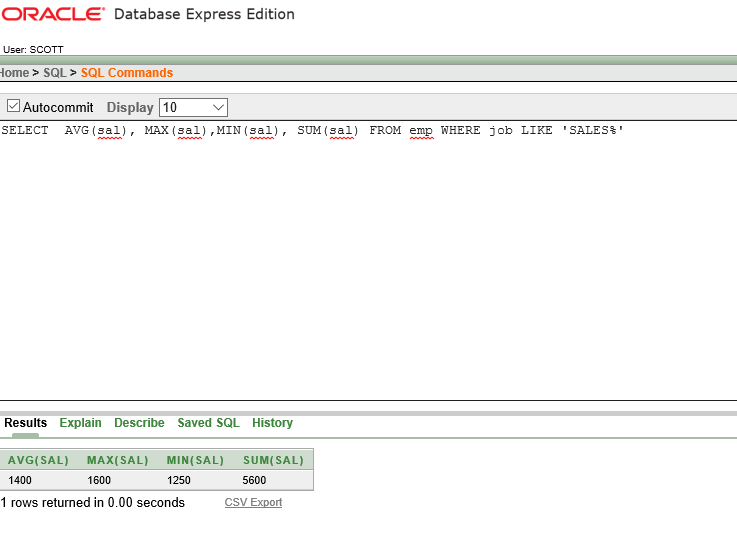 ORACLE® Database Express Edition
User: SCOTT
Home > SQL > SQL Commands
Autocommit Display 10
SELECT  AVG(sal), MAX(sal),MIN(sal), SUM(sal) FROM emp WHERE job LIKE 'SALES%'
Results Explain Describe Saved SQL History
AVG(SAL) MAX(SAL) MIN(SAL) SUM(SAL)
1400 1600 1250 5600
1 rows returned in 0.00 seconds CSV Export